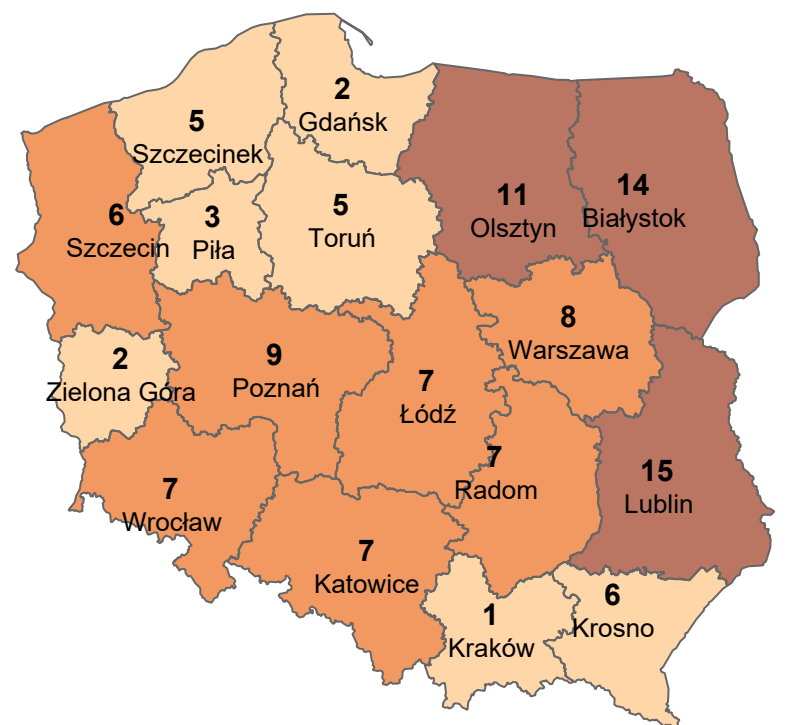 2
Gdańsk
5
Szczecinek
11
Olsztyn
14
Białystok
6
Szczecin
3
Piła
5
Toruń
8
Warszawa
2
Zielona Góra
9
Poznań
7
Łódź
7
Radom
15
Lublin
7
Wrocław
7
Katowice
1
Kraków
6
Krosno